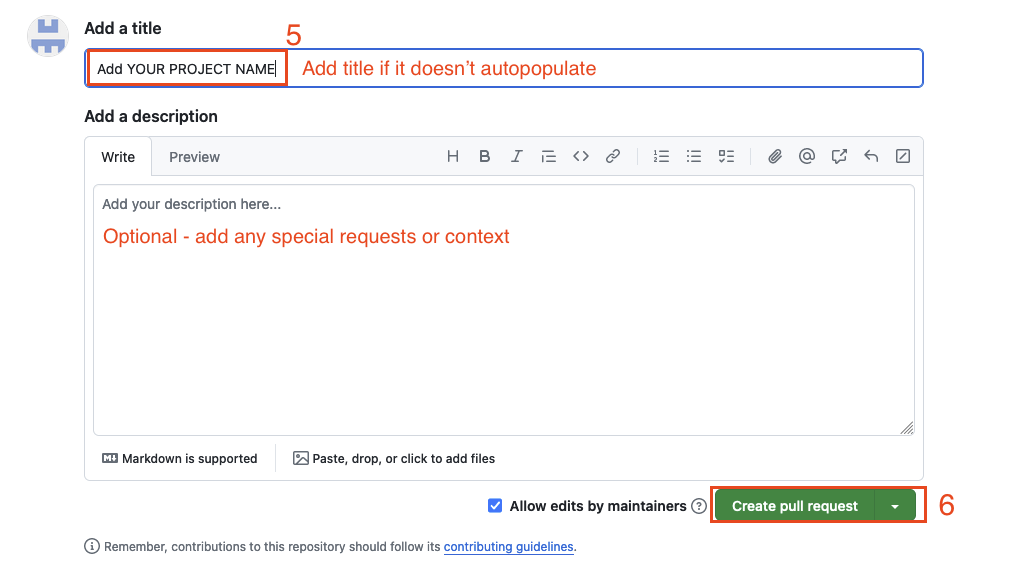 Add a title
5
Add YOUR PROJECT NAME
Add title if it doesn’t autopopulate
Add a description
Write
Preview
Add your description here...
Optional - add any special requests or context
Markdown is supported
Paste, drop, or click to add files
Allow edits by maintainers
Create pull request
6
Remember, contributions to this repository should follow its contributing guidelines.